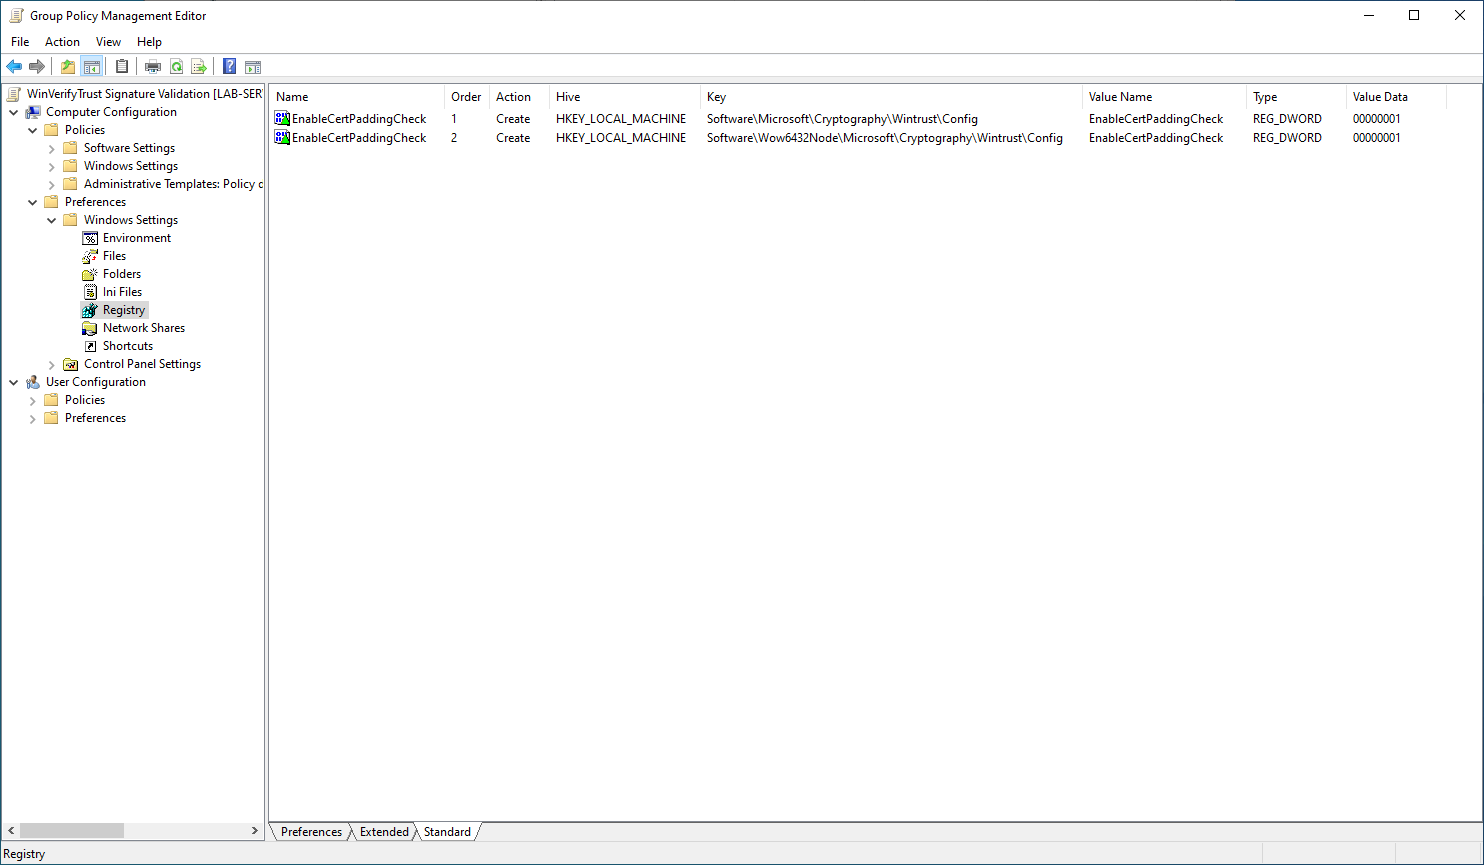 Group Policy Management Editor
File Action View Help
WinVerifyTrust Signature Validation [LAB-SER
Computer Configuration
Policies
Software Settings
Windows Settings
Administrative Templates: Policy d
Preferences
Windows Settings
Environment
Files
Folders
Ini Files
Registry
Network Shares
Shortcuts
Control Panel Settings
User Configuration
Policies
Preferences
Name Order Action Hive Key Value Name Type Value Data
EnableCertPaddingCheck 1 Create HKEY_LOCAL_MACHINE Software\Microsoft\Cryptography\Wintrust\Config EnableCertPaddingCheck REG_DWORD 00000001
EnableCertPaddingCheck 2 Create HKEY_LOCAL_MACHINE Software\Wow6432Node\Microsoft\Cryptography\Wintrust\Config EnableCertPaddingCheck REG_DWORD 00000001
Preferences Extended Standard
Registry